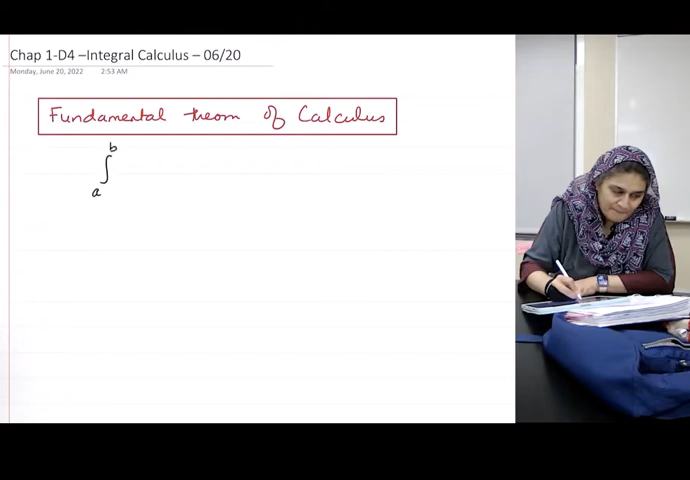 Chap 1-D4 –Integral Calculus – 06/20
Monday, June 20, 2022 2:53 AM
Fundamental theom of Calculus
b
∫
a